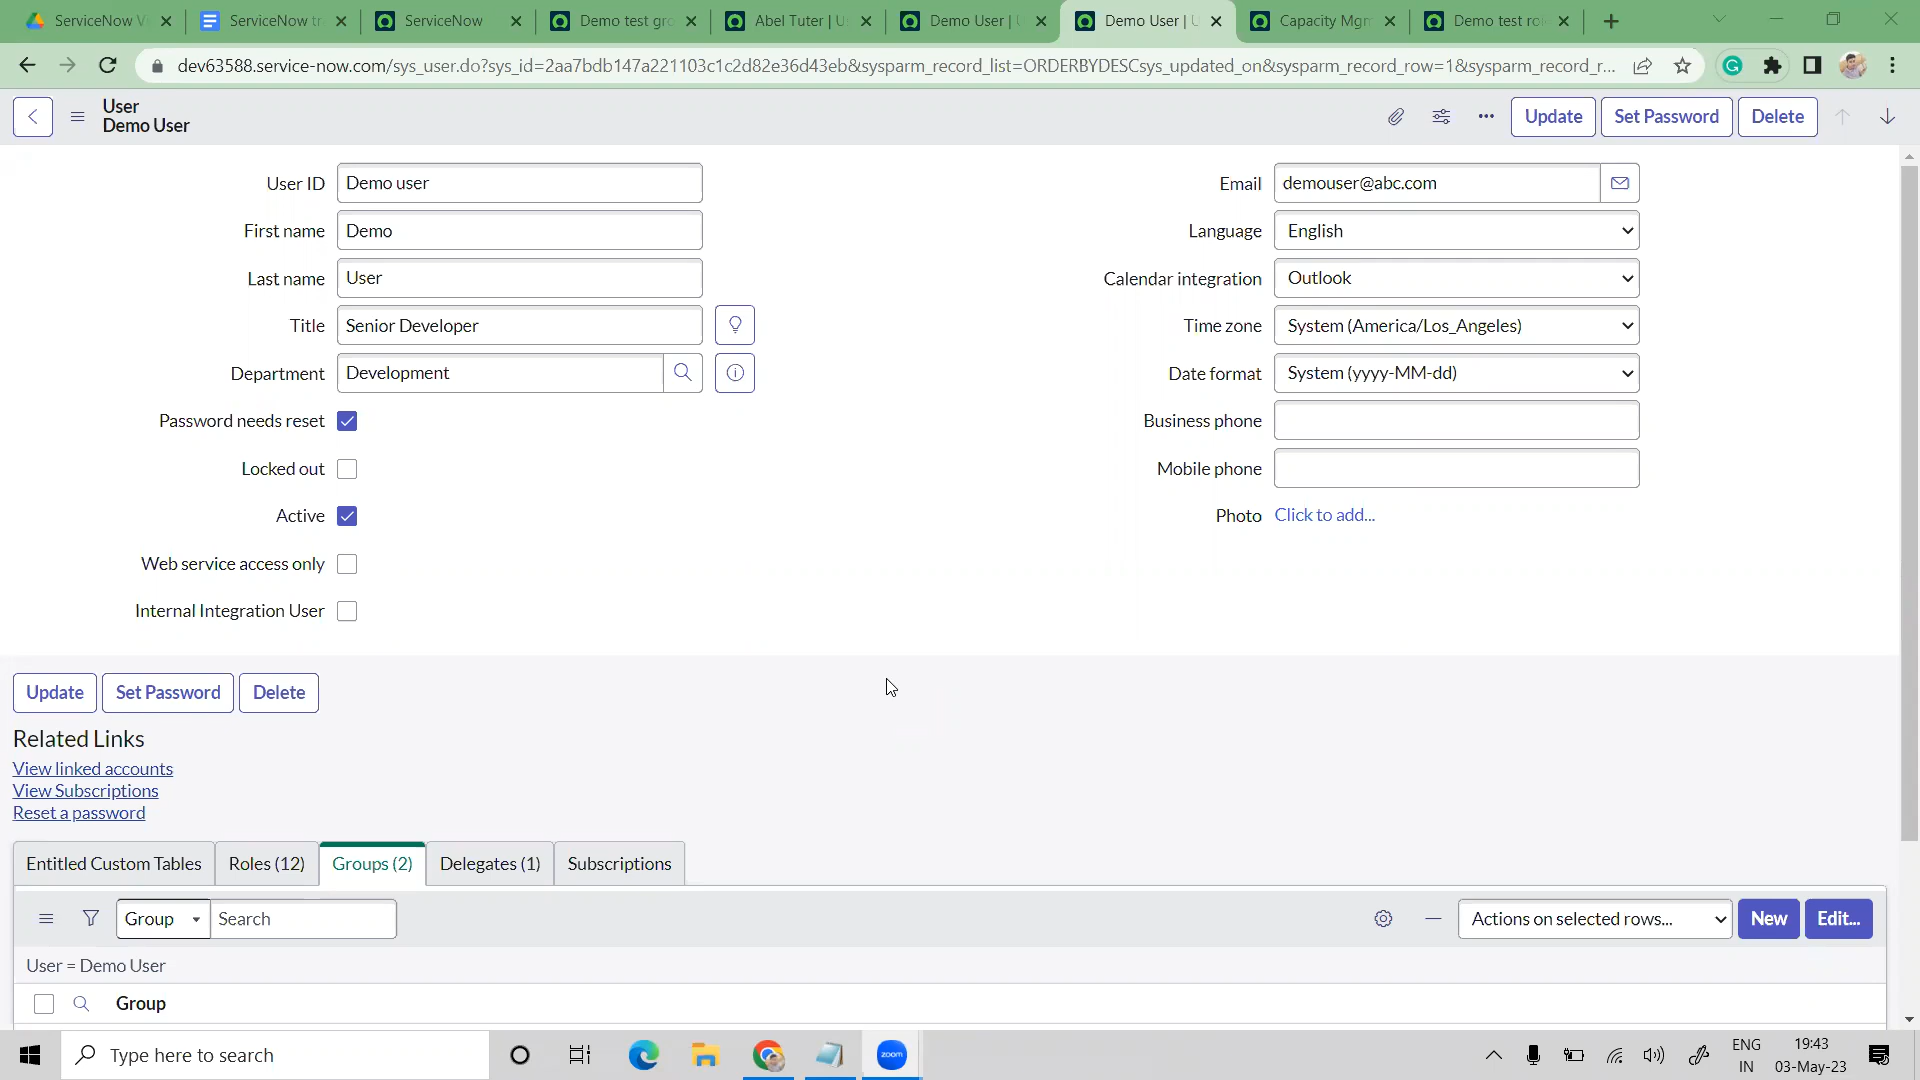 ServiceNow Vi
ServiceNow tr
ServiceNow
Demo test gro
Abel Tuter | U
Demo User | U
Demo User | U
Capacity Mgm
Demo test rol
dev63588.service-now.com/sys_user.do?sys_id=2aa7bdb147a221103c1c2d82e36d43eb&sysparm_record_list=ORDERBYDESCsys_updated_on&sysparm_record_row=1&sysparm_record_r...
User
Demo User
Update
Set Password
Delete
User ID
Demo user
Email
demouser@abc.com
First name
Demo
Language
English
Last name
User
Calendar integration
Outlook
Title
Senior Developer
Time zone
System (America/Los_Angeles)
Department
Development
Date format
System (yyyy-MM-dd)
Password needs reset
Business phone
Locked out
Mobile phone
Active
Photo
Click to add...
Web service access only
Internal Integration User
Update
Set Password
Delete
Related Links
View linked accounts
View Subscriptions
Reset a password
Entitled Custom Tables
Roles (12)
Groups (2)
Delegates (1)
Subscriptions
Group
Search
Actions on selected rows...
New
Edit...
User = Demo User
Group
Type here to search
zoom
ENG
IN
19:43
03-May-23